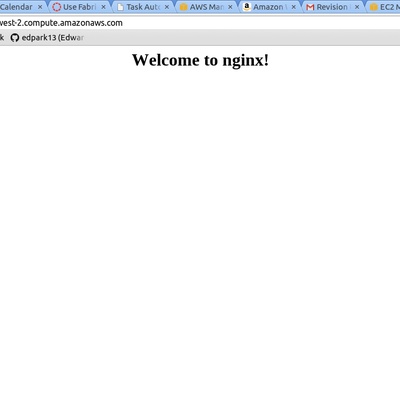 Calendar Use Fabri Task Aut AWS Man Amazon Revision EC2 M
west-2.compute.amazonaws.com
k edpark13 (Edwar
Welcome to nginx!